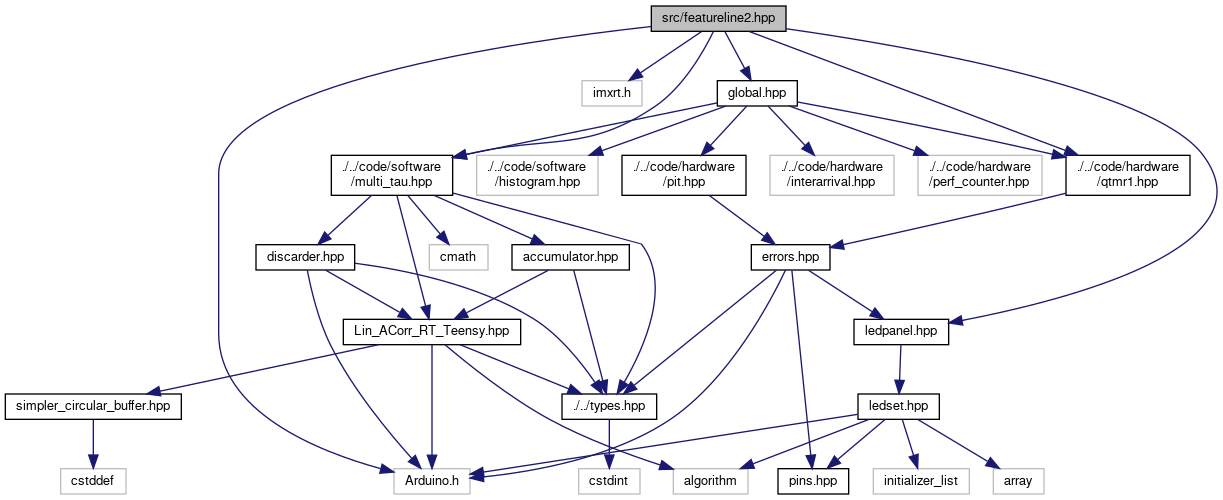 src/featureline2.hpp
imxrt.h
global.hpp
./../code/software
/multi_tau.hpp
./../code/software
/histogram.hpp
./../code/hardware
/pit.hpp
./../code/hardware
/interarrival.hpp
./../code/hardware
/perf_counter.hpp
./../code/hardware
/qtmr1.hpp
discarder.hpp
cmath
accumulator.hpp
errors.hpp
Lin_ACorr_RT_Teensy.hpp
ledpanel.hpp
simpler_circular_buffer.hpp
./../types.hpp
ledset.hpp
cstddef
Arduino.h
cstdint
algorithm
pins.hpp
initializer_list
array